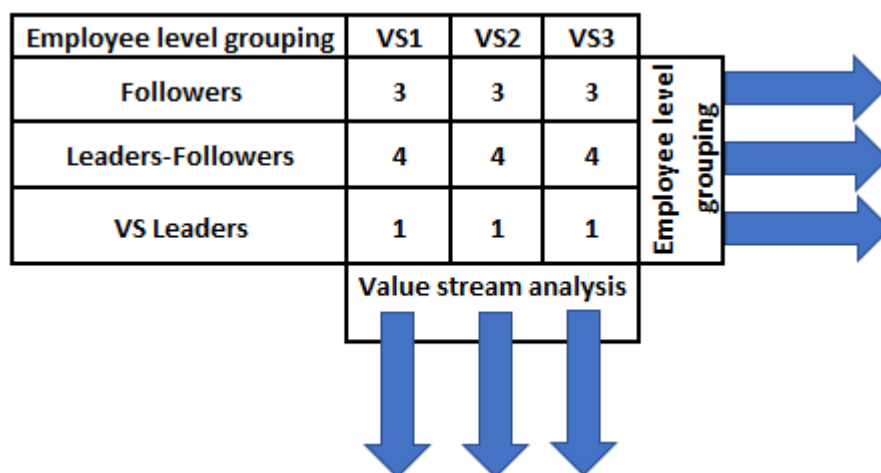 Employee level grouping VS1 VS2 VS3
Followers 3 3 3
Leaders-Followers 4 4 4
VS Leaders 1 1 1
Employee level
grouping
Value stream analysis